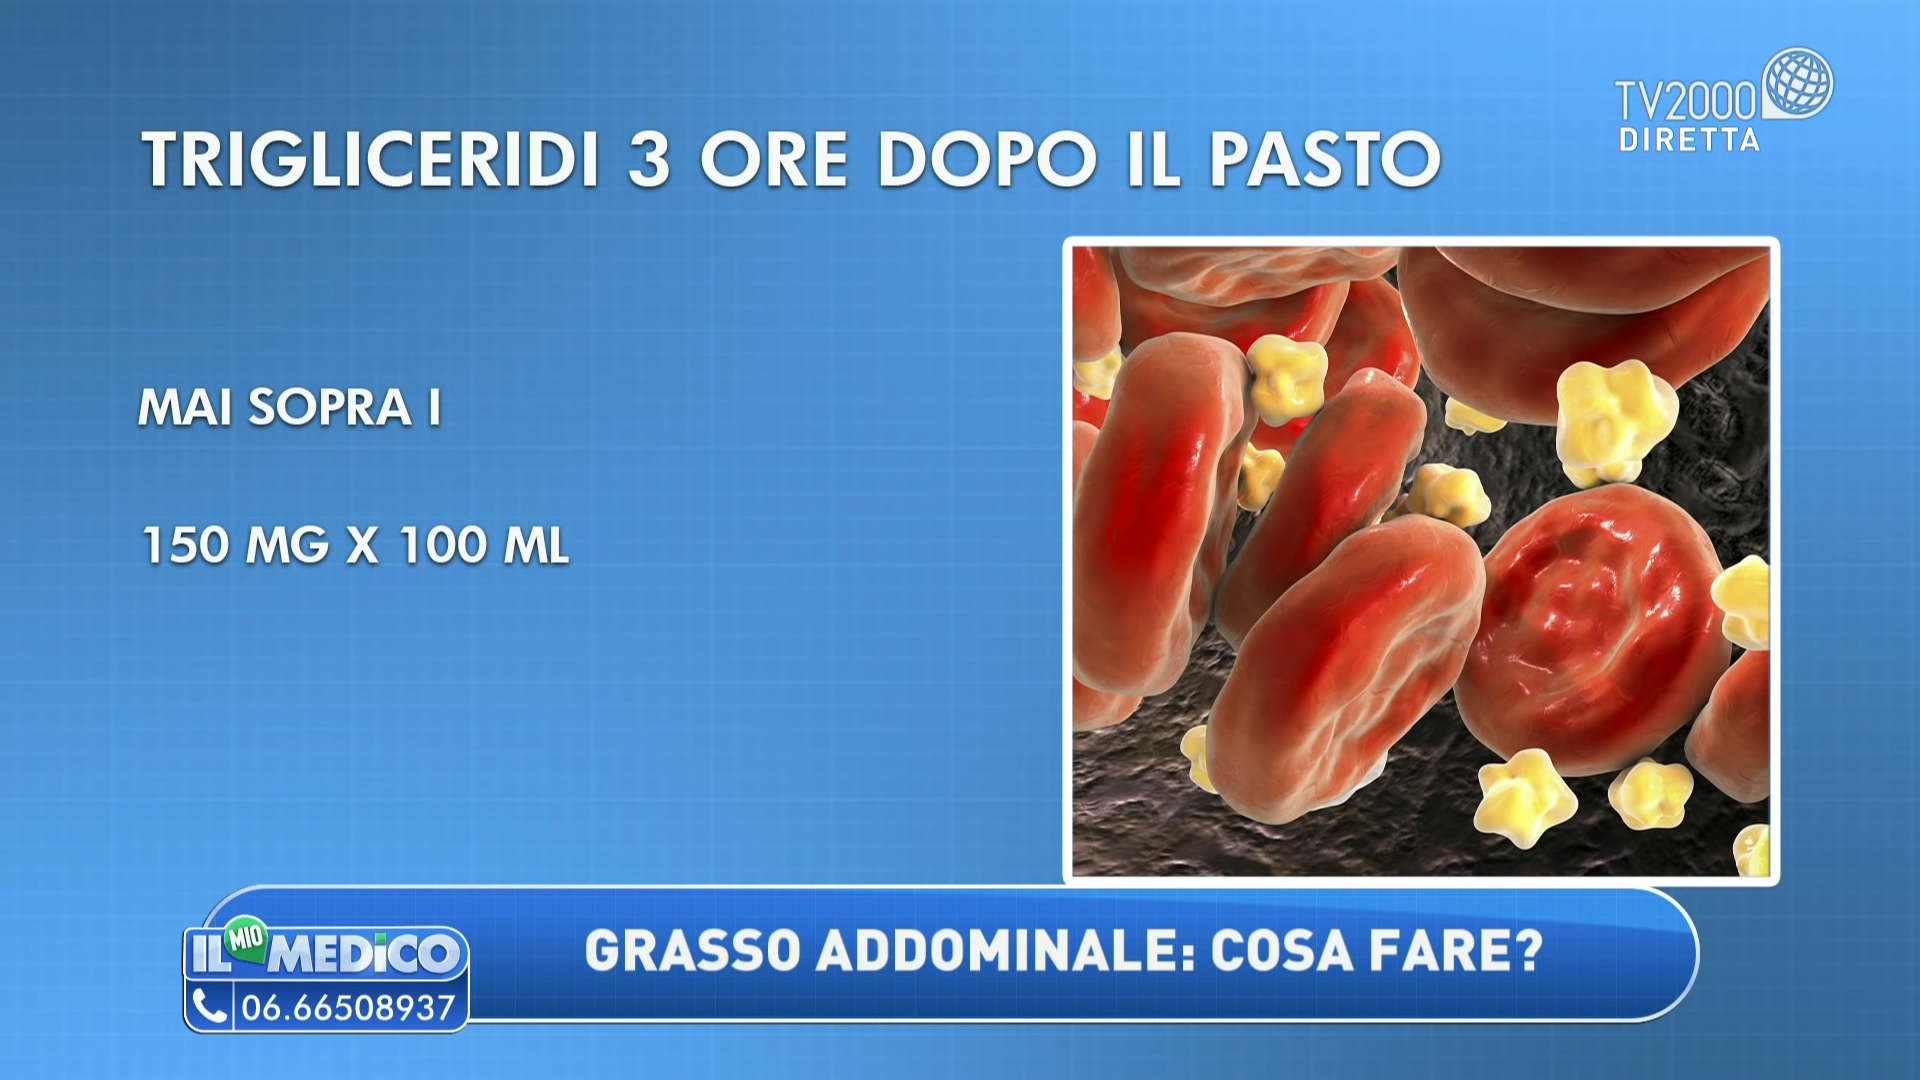 TV2000
DIRETTA
TRIGLICERIDI 3 ORE DOPO IL PASTO
MAI SOPRA I
150 MG X 100 ML
GRASSO ADDOMINALE: COSA FARE?
IL MIO MEDICO
06.66508937